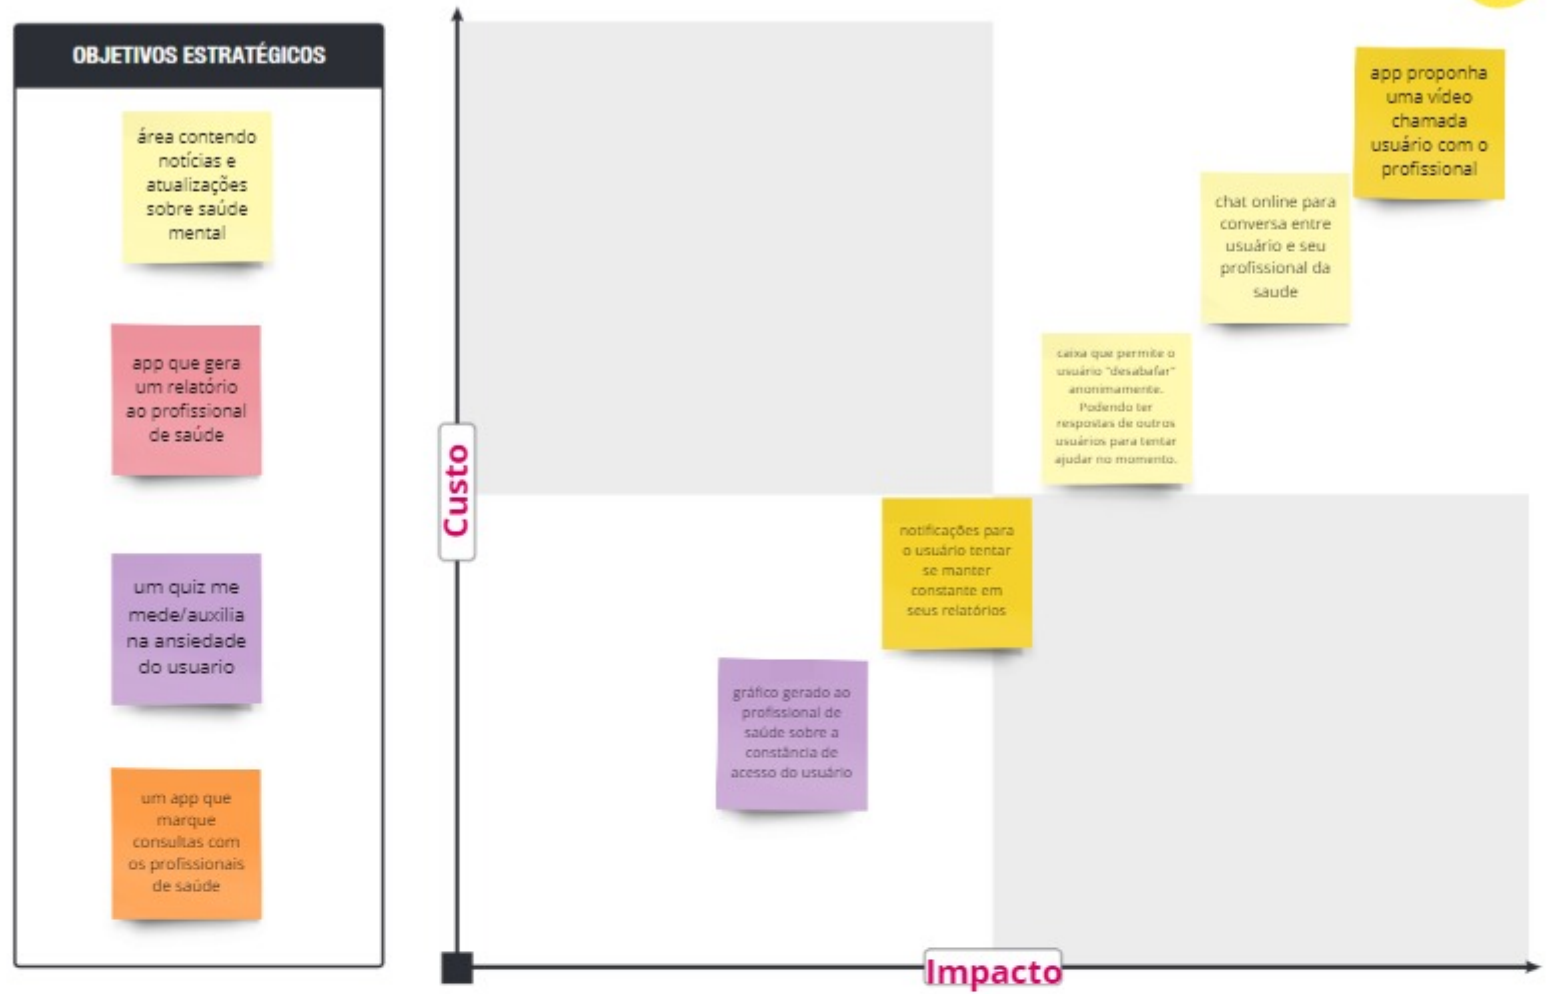 OBJETIVOS ESTRATÉGICOS
área contendo
notícias e
atualizações
sobre saúde
mental
app que gera
um relatório
ao profissional
de saúde
um quiz me
mede/auxilia
na ansiedade
do usuario
um app que
marque
consultas com
os profissionais
de saúde
Custo
Impacto
app proponha
uma vídeo
chamada
usuário com o
profissional
chat online para
conversa entre
usuário e seu
profissional da
saude
caixa que permite o
usuário "desabafar"
anonimamente.
Podendo ter
respostas de outros
usuários para tentar
ajudar no momento.
notificações para
o usuário tentar
se manter
constante em
seus relatórios
gráfico gerado ao
profissional de
saúde sobre a
constância de
acesso do usuário